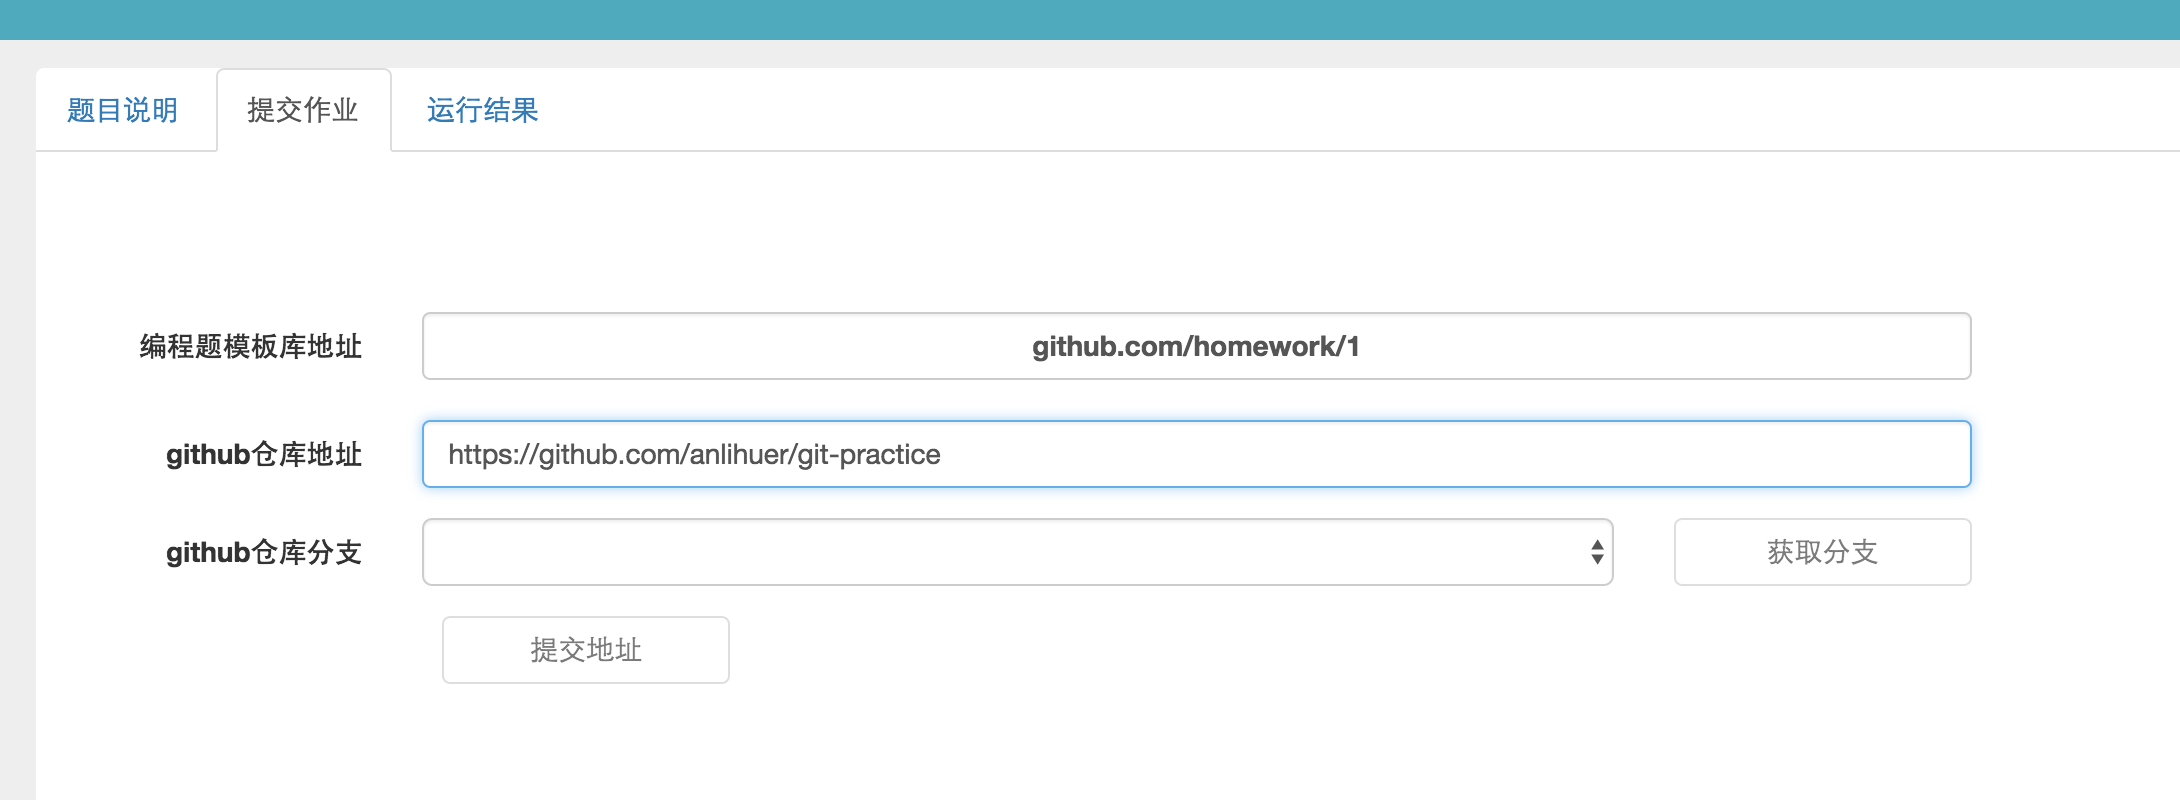 题目说明 提交作业 运行结果
编程题模板库地址 github.com/homework/1
github仓库地址 https://github.com/anlihuer/git-practice
github仓库分支 获取分支
提交地址